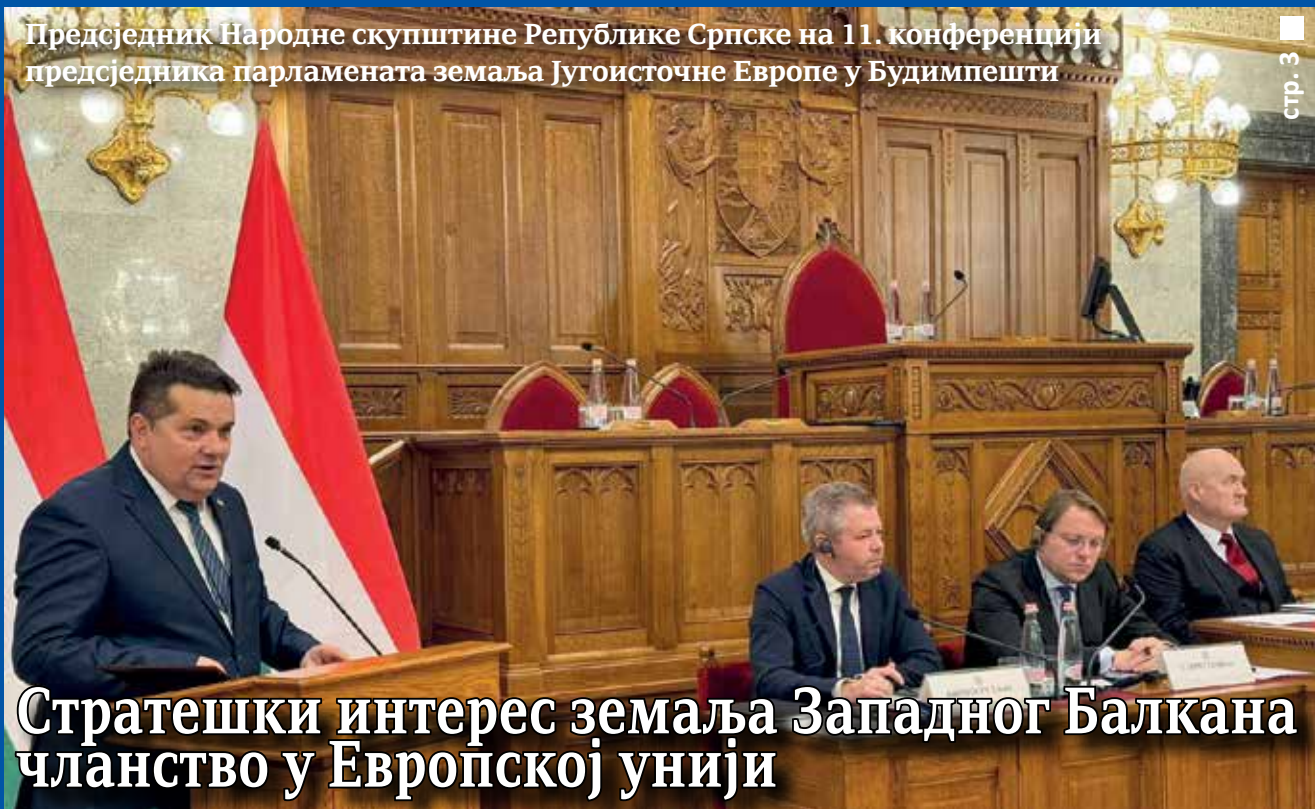 Предсједник Народне скупштине Републике Српске на 11. конференцији
предсједника парламената земаља Југоисточне Европе у Будимпешти
стр. 3
Стратешки интерес земаља Западног Балкана
чланство у Европској унији